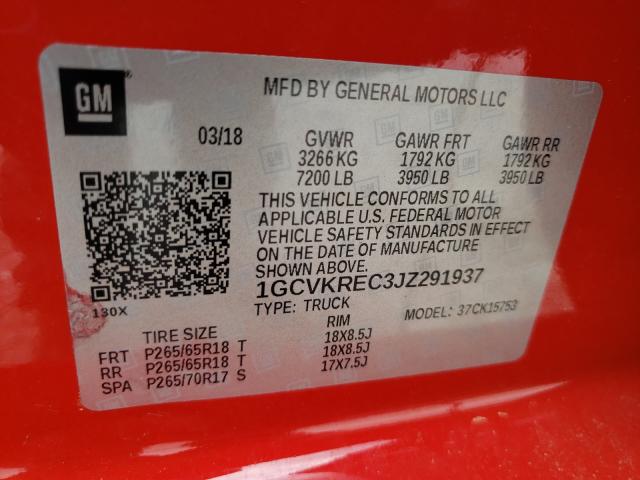 GM
MFD BY GENERAL MOTORS LLC
03/18 GVWR GAWR FRT GAWR RR
3266 KG 1792 KG 1792 KG
7200 LB 3950 LB 3950 LB
THIS VEHICLE CONFORMS TO ALL
APPLICABLE U.S. FEDERAL MOTOR
VEHICLE SAFETY STANDARDS IN EFFECT
ON THE DATE OF MANUFACTURE
SHOWN ABOVE.
1GCVKREC3JZ291937
130X
TYPE: TRUCK MODEL: 37CK15753
TIRE SIZE RIM
FRT P265/65R18 T 18X8.5J
RR P265/65R18 T 18X8.5J
SPA P265/70R17 S 17X7.5J